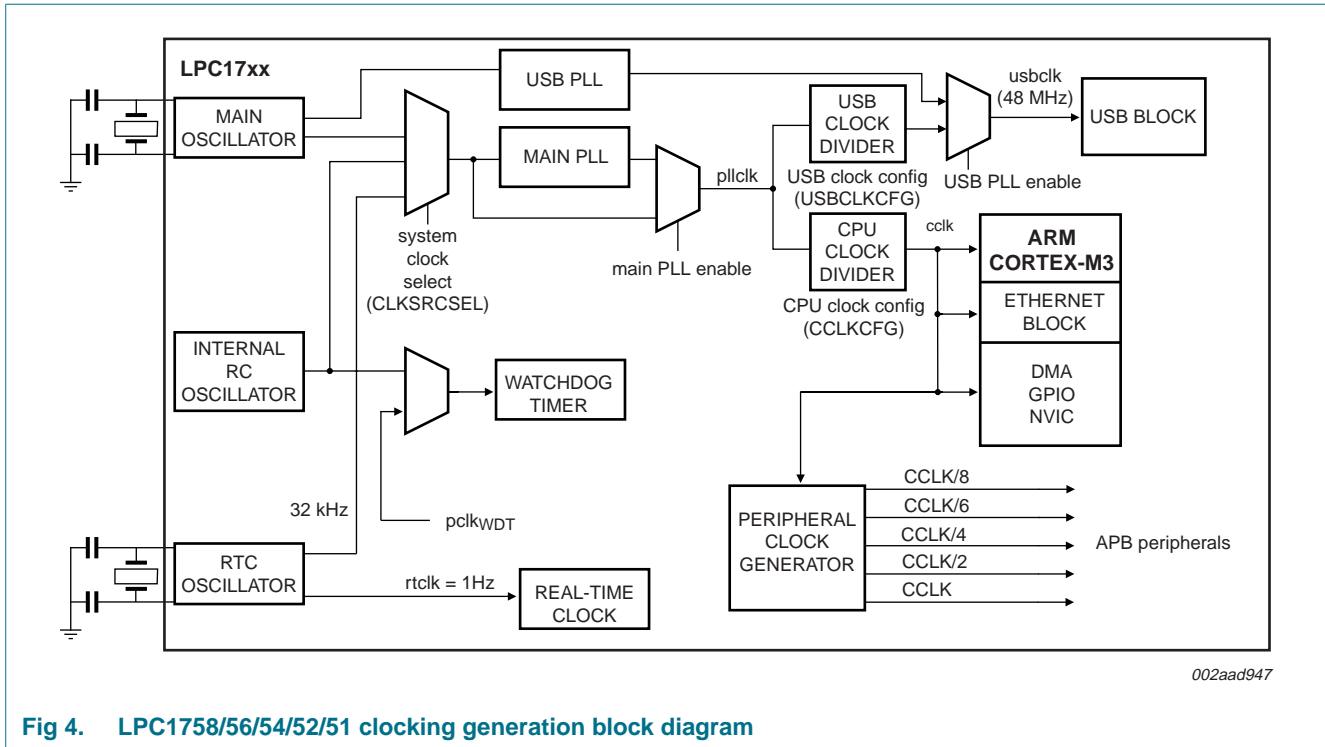 LPC17xx
MAIN
OSCILLATOR
USB PLL
MAIN PLL
system
clock
select
(CLKSRCSEL)
main PLL enable
pllclk
USB
CLOCK
DIVIDER
USB clock config
(USBCLKCFG)
usbclk
(48 MHz)
USB BLOCK
USB PLL enable
CPU
CLOCK
DIVIDER
CPU clock config
(CCLKCFG)
cclk
ARM
CORTEX-M3
ETHERNET
BLOCK
DMA
GPIO
NVIC
INTERNAL
RC
OSCILLATOR
WATCHDOG
TIMER
pclkWDT
32 kHz
RTC
OSCILLATOR
rtclk = 1Hz
REAL-TIME
CLOCK
PERIPHERAL
CLOCK
GENERATOR
CCLK/8
CCLK/6
CCLK/4
CCLK/2
CCLK
APB peripherals
002aad947
Fig 4. LPC1758/56/54/52/51 clocking generation block diagram